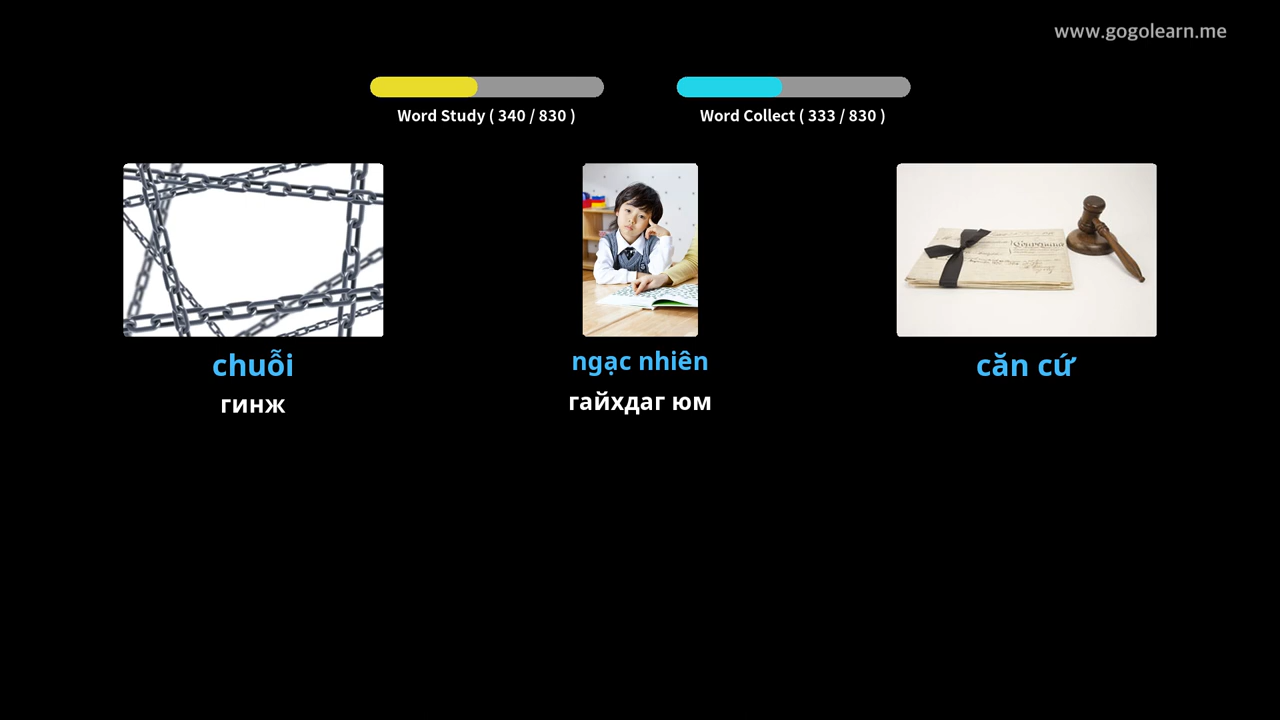 www.gogolearn.me
Word Study ( 340 / 830 )
Word Collect ( 333 / 830 )
chuỗi
гинж
ngạc nhiên
гайхдаг юм
căn cứ